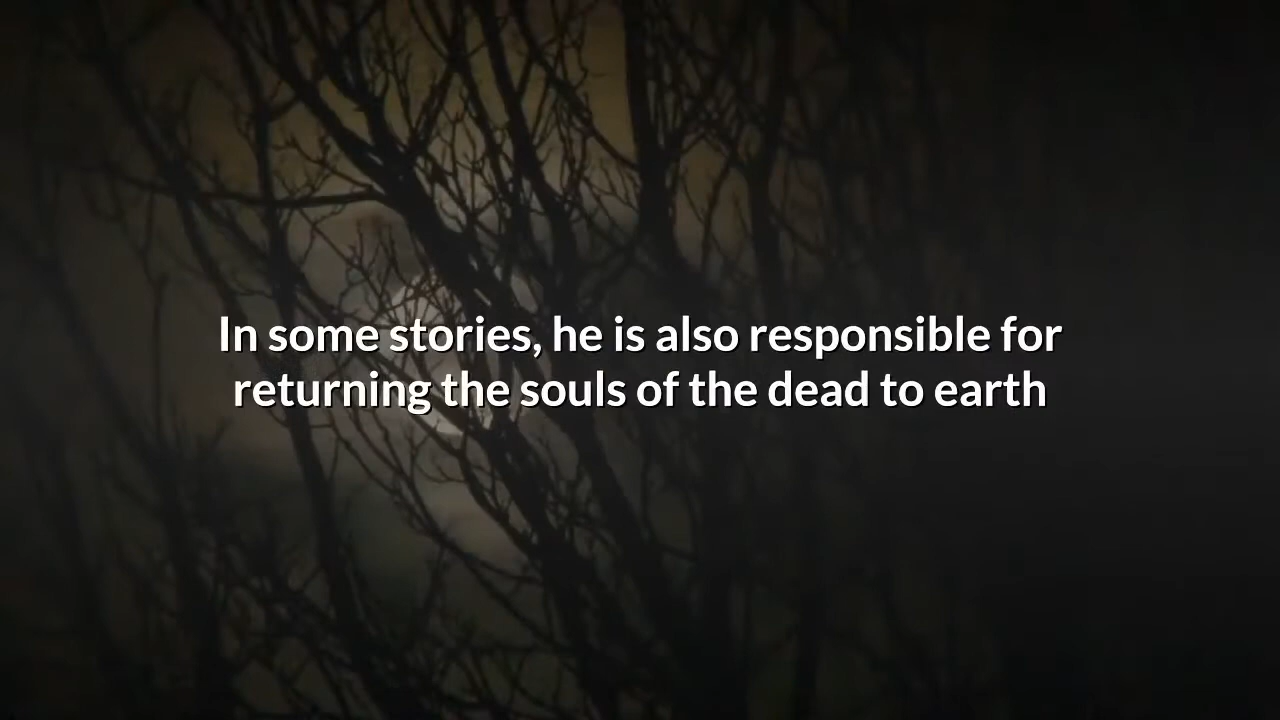 In some stories, he is also responsible for
returning the souls of the dead to earth